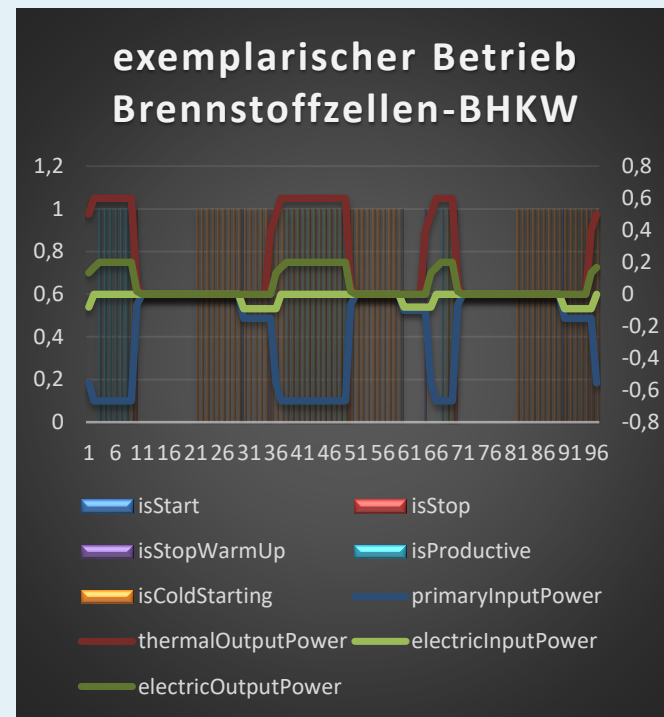 exemplarischer Betrieb
Brennstoffzellen-BHKW
1,2 0,8
1 0,6
0,8 0,4
0,6 0,2
0,4 0
0,2 -0,2
0 -0,4
-0,6
-0,8
1 6 11 16 21 26 31 36 41 46 51 56 61 66 71 76 81 86 91 96
isStart isStop
isStopWarmUp isProductive
isColdStarting primaryInputPower
thermalOutputPower electricInputPower
electricOutputPower